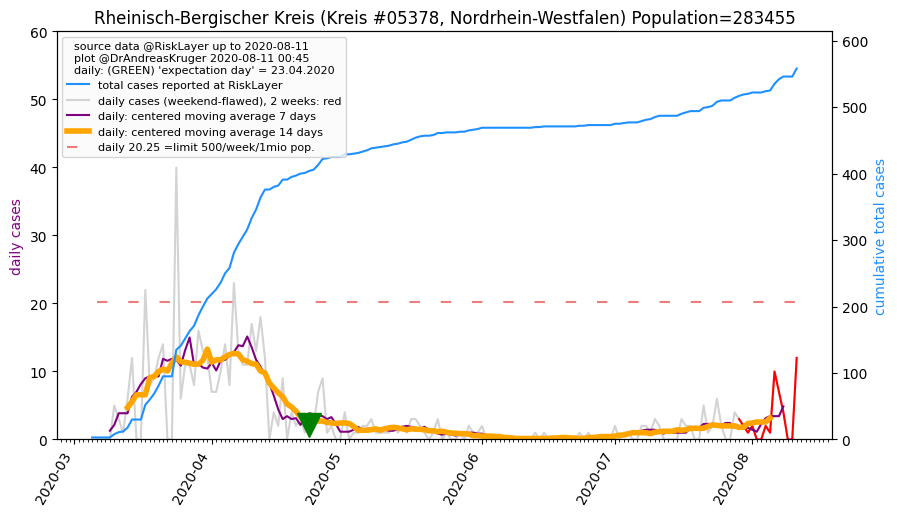 Rheinisch-Bergischer Kreis (Kreis #05378, Nordrhein-Westfalen) Population=283455
source data @RiskLayer up to 2020-08-11
plot @DrAndreasKruger 2020-08-11 00:45
daily: (GREEN) 'expectation day' = 23.04.2020
total cases reported at RiskLayer
daily cases (weekend-flawed), 2 weeks: red
daily: centered moving average 7 days
daily: centered moving average 14 days
daily 20.25 =limit 500/week/1mio pop.
daily cases
60
50
40
30
20
10
0
cumulative total cases
600
500
400
300
200
100
0
2020-03
2020-04
2020-05
2020-06
2020-07
2020-08